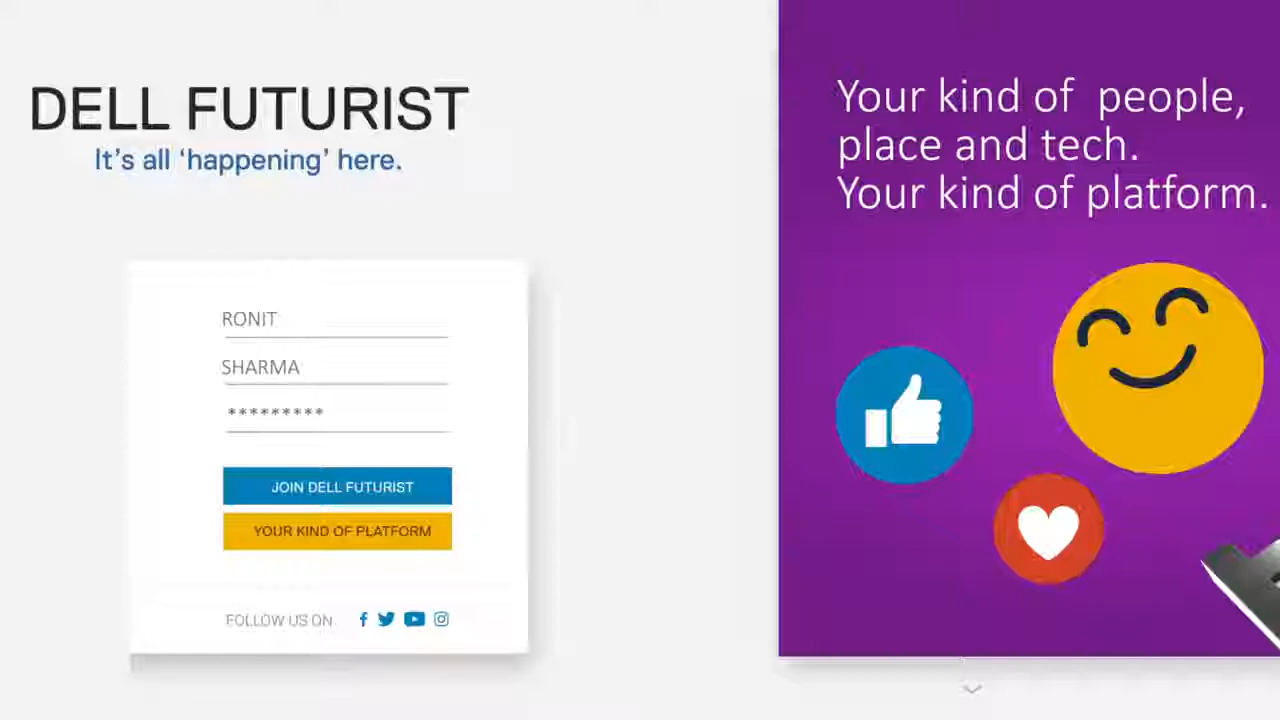 DELL FUTURIST
It's all ‘happening’ here.
RONIT
SHARMA
*********
JOIN DELL FUTURIST
YOUR KIND OF PLATFORM
FOLLOW US ON
Your kind of people,
place and tech.
Your kind of platform.